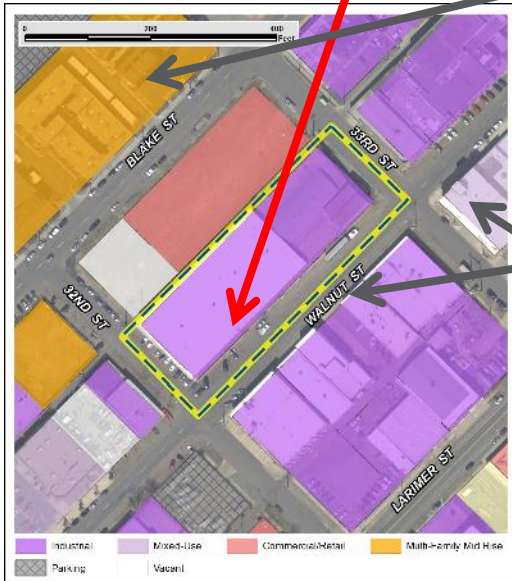 0 200 400
Feet
33RD ST
BLAKE ST
WALNUT ST
32ND ST
LARIMER ST
Industrial Mixed-Use Commercial/Retail Multi-Family Mid Rise
Parking Vacant